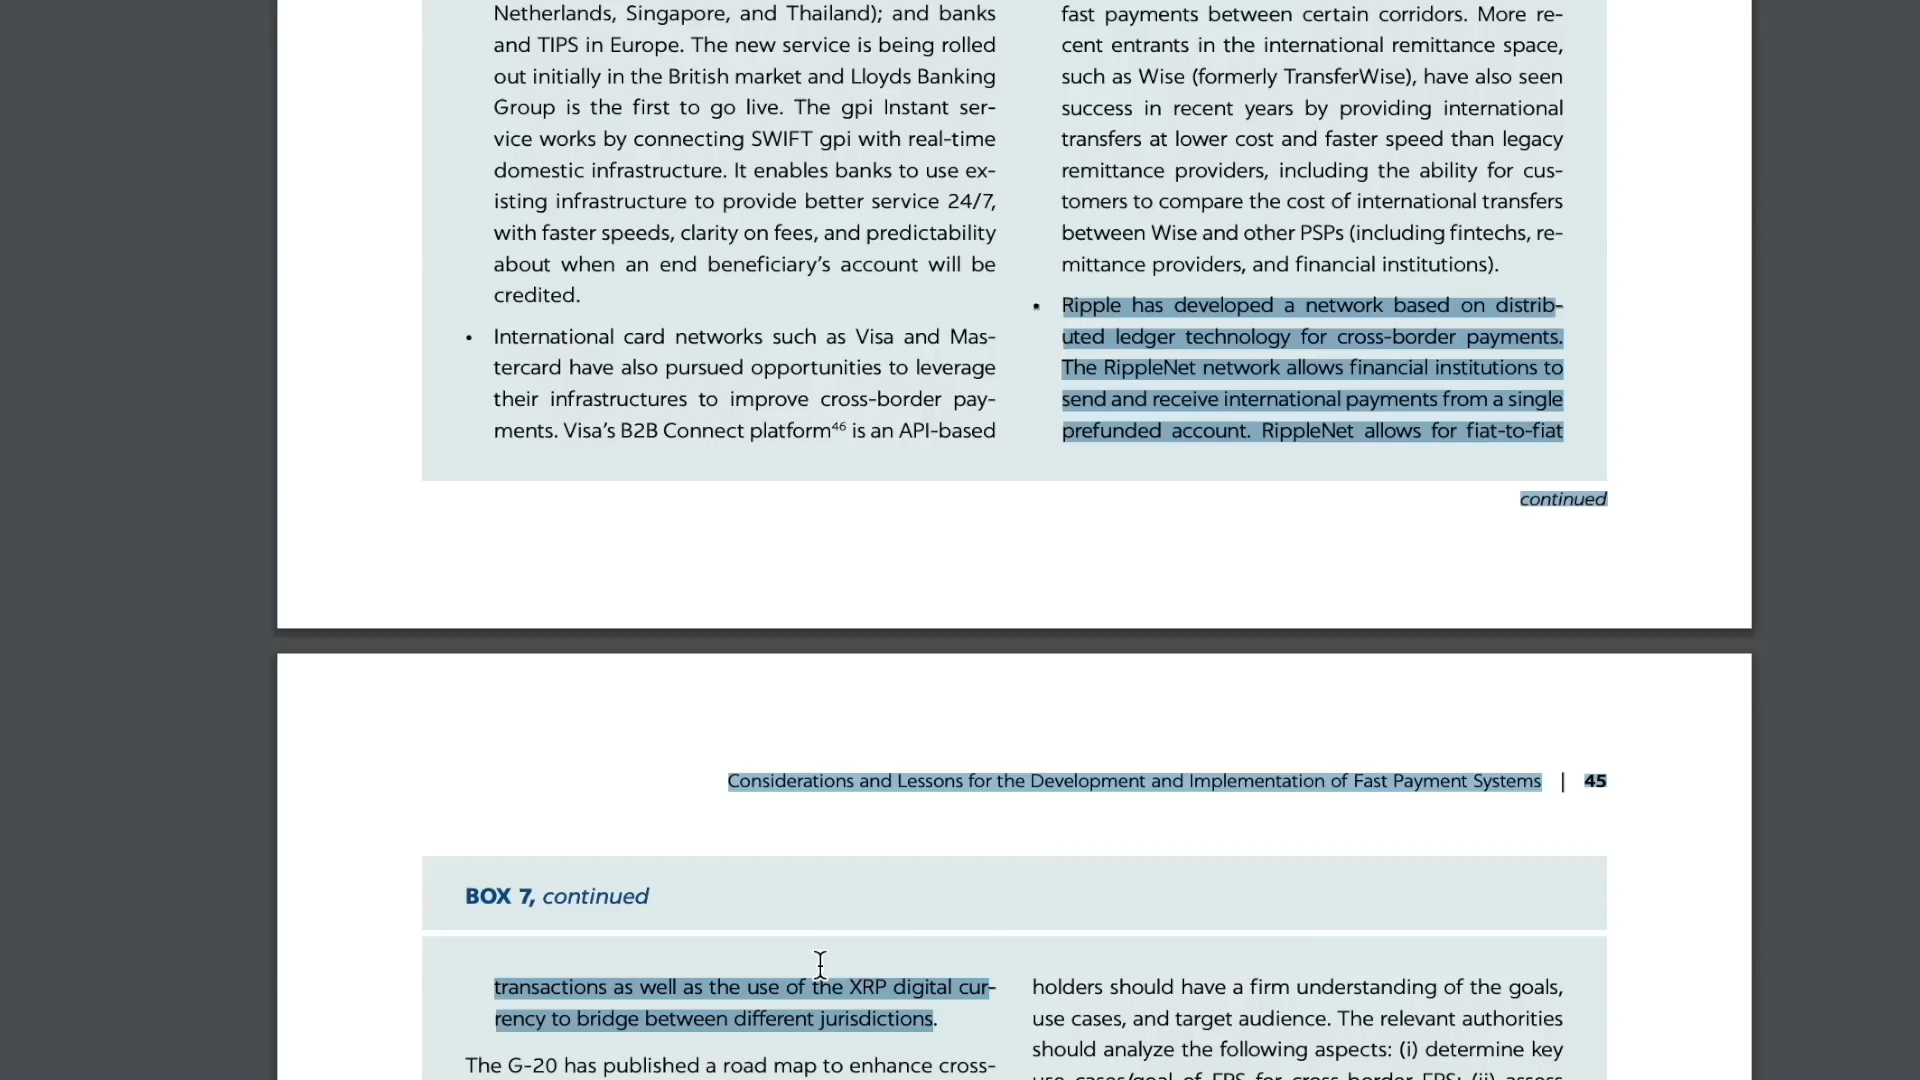 Netherlands, Singapore, and Thailand); and banks
and TIPS in Europe. The new service is being rolled
out initially in the British market and Lloyds Banking
Group is the first to go live. The gpi Instant ser-
vice works by connecting SWIFT gpi with real-time
domestic infrastructure. It enables banks to use ex-
isting infrastructure to provide better service 24/7,
with faster speeds, clarity on fees, and predictability
about when an end beneficiary’s account will be
credited.
• International card networks such as Visa and Mas-
tercard have also pursued opportunities to leverage
their infrastructures to improve cross-border pay-
ments. Visa’s B2B Connect platform⁴⁶ is an API-based
fast payments between certain corridors. More re-
cent entrants in the international remittance space,
such as Wise (formerly TransferWise), have also seen
success in recent years by providing international
transfers at lower cost and faster speed than legacy
remittance providers, including the ability for cus-
tomers to compare the cost of international transfers
between Wise and other PSPs (including fintechs, re-
mittance providers, and financial institutions).
• Ripple has developed a network based on distrib-
uted ledger technology for cross-border payments.
The RippleNet network allows financial institutions to
send and receive international payments from a single
prefunded account. RippleNet allows for fiat-to-fiat
continued
Considerations and Lessons for the Development and Implementation of Fast Payment Systems | 45
BOX 7, continued
transactions as well as the use of the XRP digital cur-
rency to bridge between different jurisdictions.
The G-20 has published a road map to enhance cross-
holders should have a firm understanding of the goals,
use cases, and target audience. The relevant authorities
should analyze the following aspects: (i) determine key
use cases/goal of FPS for cross-border FPS; (ii) assess